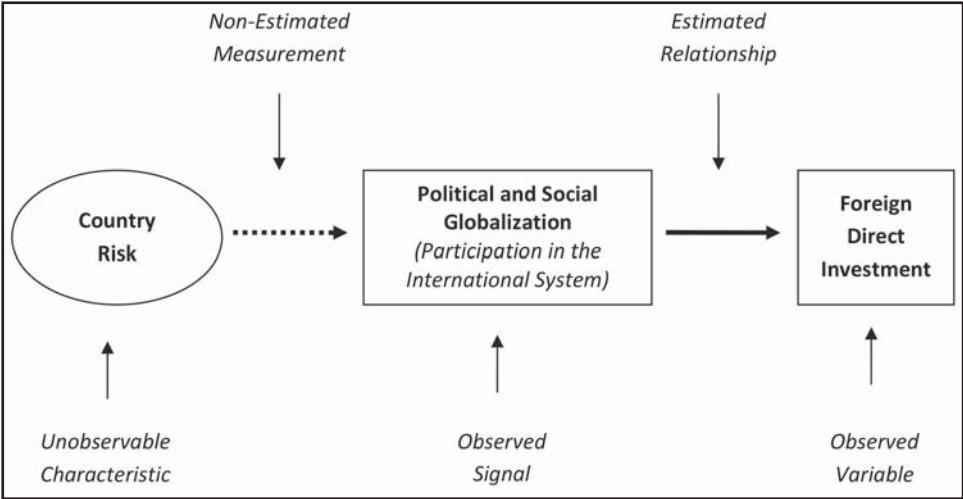 Non-Estimated
Measurement
Estimated
Relationship
Country
Risk
Political and Social
Globalization
(Participation in the
International System)
Foreign
Direct
Investment
Unobservable
Characteristic
Observed
Signal
Observed
Variable